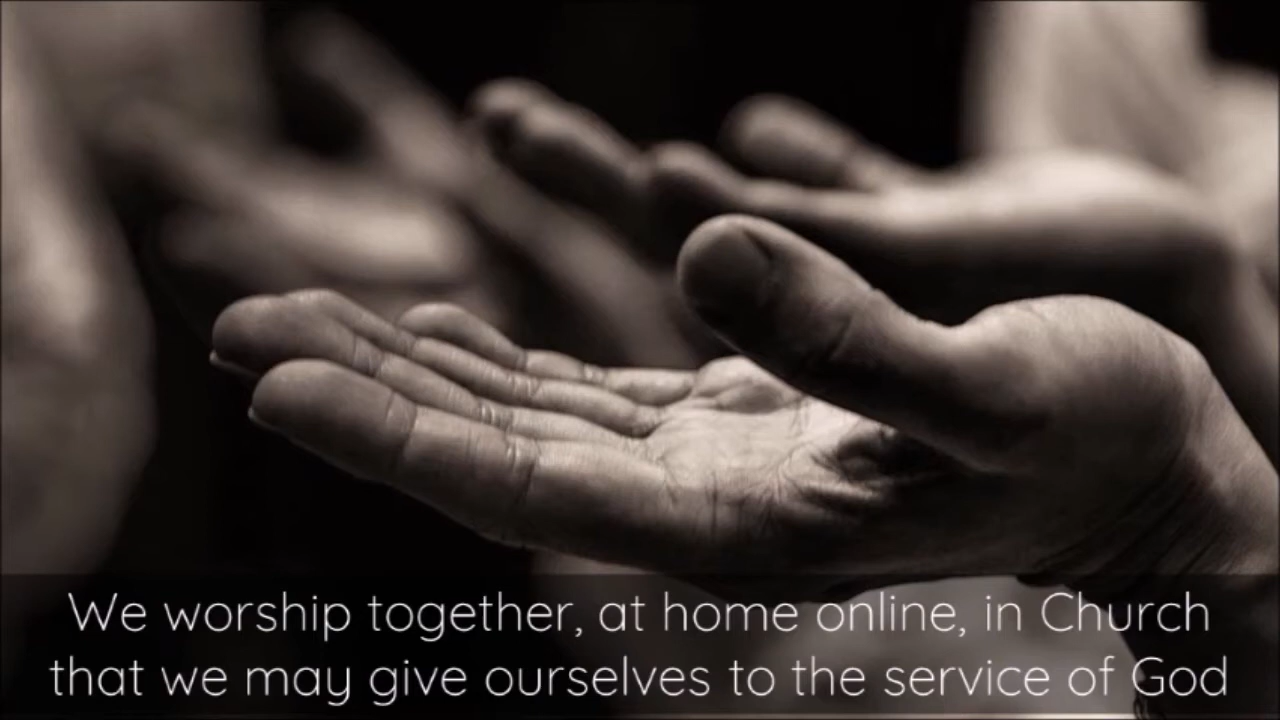 We worship together, at home online, in Church
that we may give ourselves to the service of God